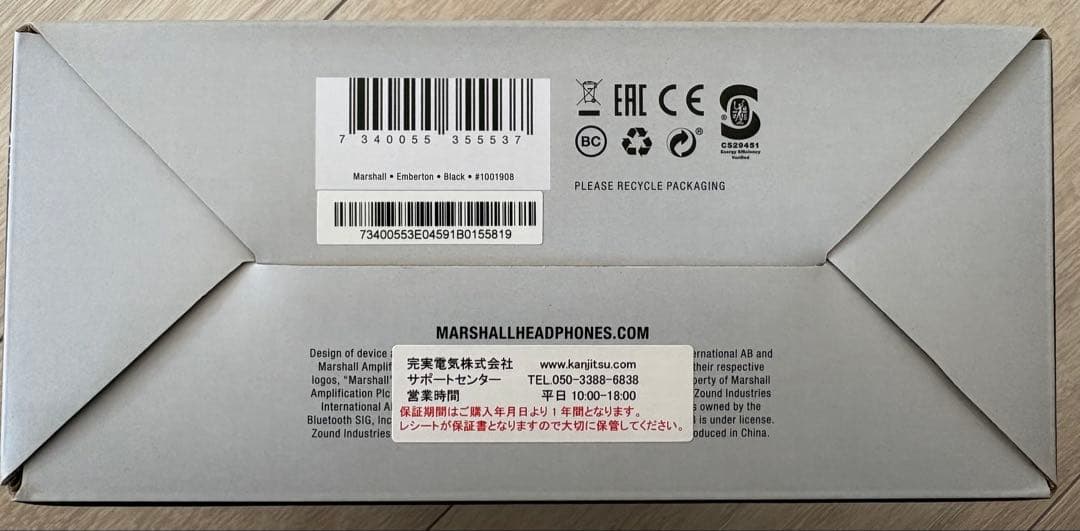 7 340055 355537
Marshall • Emberton • Black • #1001908
73400553E04591B0155819
EAC CE
BC
CS29451
Energy Efficiency
Verified
PLEASE RECYCLE PACKAGING
MARSHALLHEADPHONES.COM
Design of device
Marshall Amplif
logos, "Marshall"
Amplification Plc
International A
Bluetooth SIG, Inc
Zound Industries
完実電気株式会社 www.kanjitsu.com
サポートセンター TEL.050-3388-6838
営業時間 平日 10:00-18:00
保証期間はご購入年月日より1年間となります。
レシートが保証書となりますので大切に保管してください。
ernational AB and
their respective
perty of Marshall
Zound Industries
s owned by the
is under license.
oduced in China.